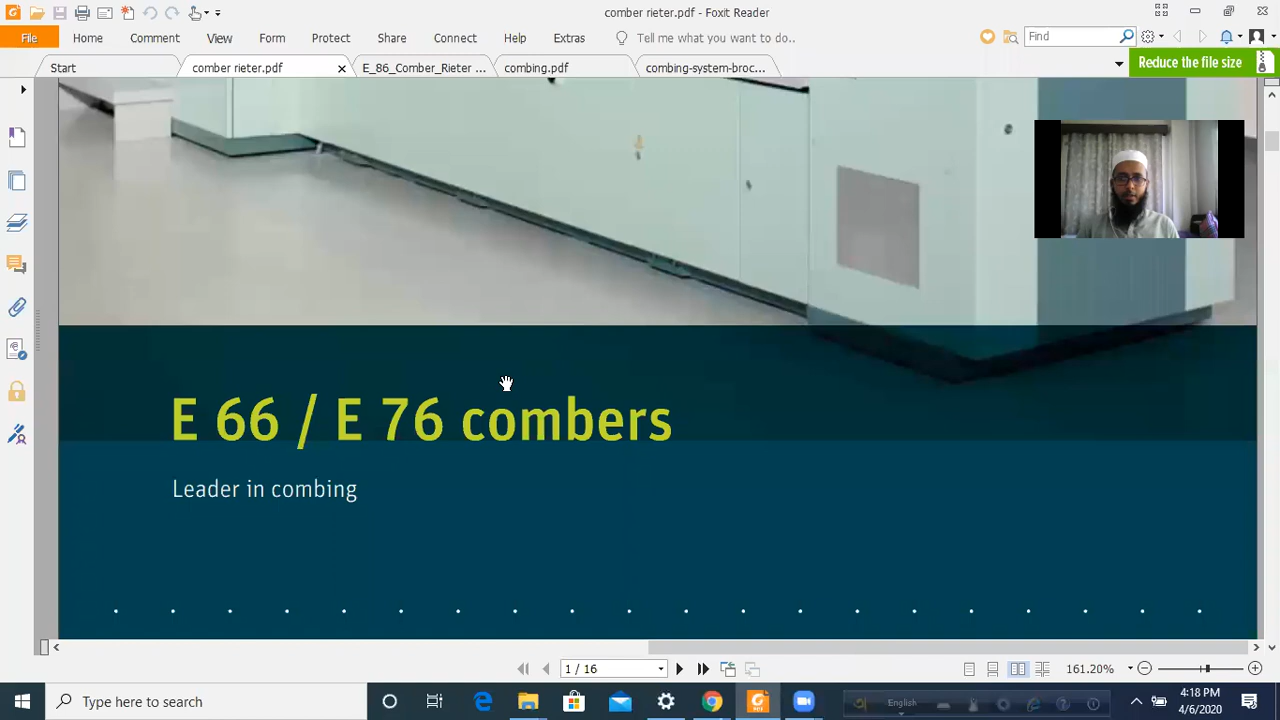 comber rieter.pdf - Foxit Reader
File Home Comment View Form Protect Share Connect Help Extras Tell me what you want to do.. Find
Start comber rieter.pdf E_86_Comber_Rieter ... combing.pdf combing-system-broc... Reduce the file size
E 66 / E 76 combers
Leader in combing
1 / 16 161.20%
Type here to search English 4:18 PM
4/6/2020